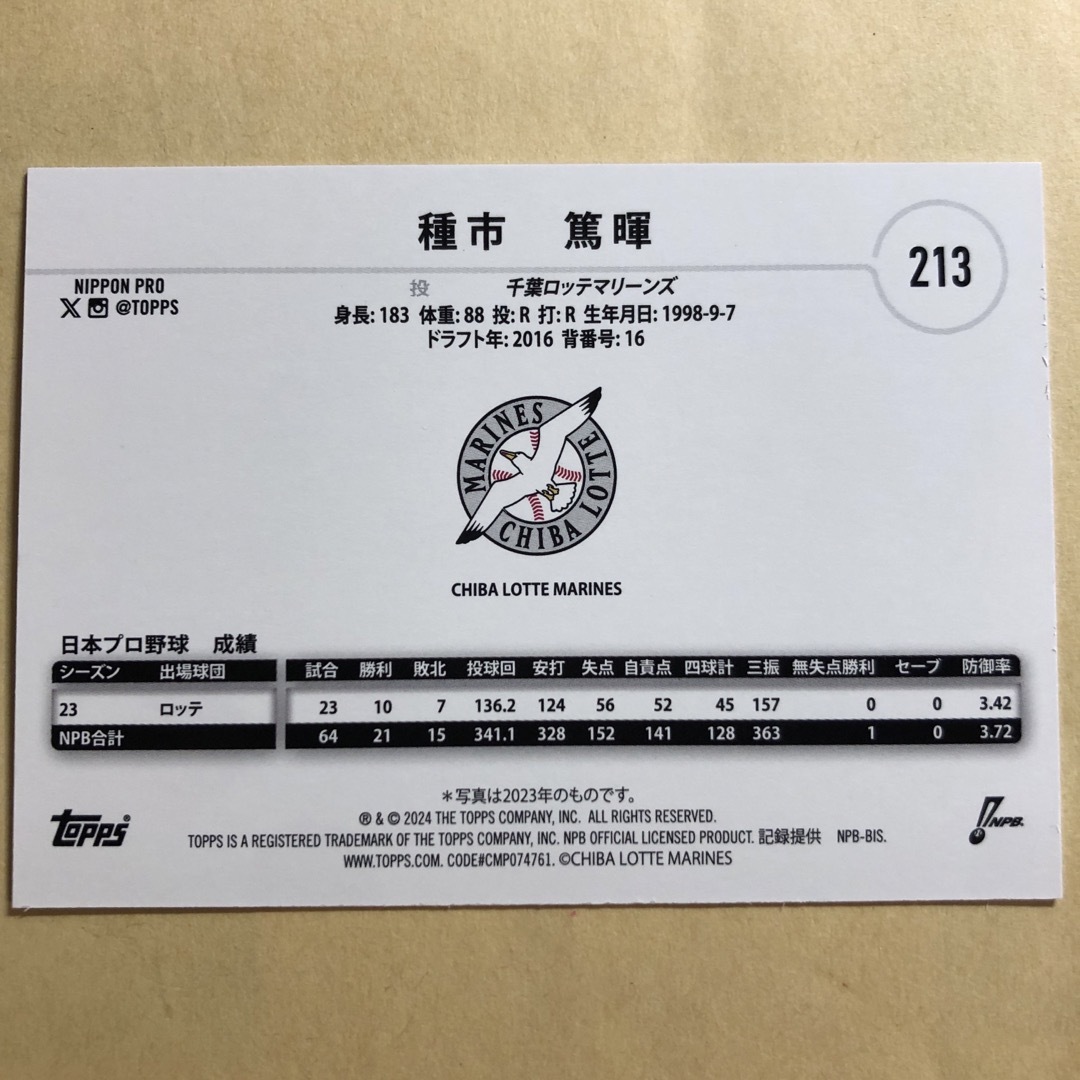 種市 篤暉
213
NIPPON PRO
@TOPPS
投 千葉ロッテマリーンズ
身長: 183 体重: 88 投: R 打: R 生年月日: 1998-9-7
ドラフト年: 2016 背番号: 16
MARINES
CHIBA LOTTE
CHIBA LOTTE MARINES
日本プロ野球 成績
シーズン 出場球団 試合 勝利 敗北 投球回 安打 失点 自責点 四球計 三振 無失点勝利 セーブ 防御率
23 ロッテ 23 10 7 136.2 124 56 52 45 157 0 0 3.42
NPB合計 64 21 15 341.1 328 152 141 128 363 1 0 3.72
＊写真は2023年のものです。
® & © 2024 THE TOPPS COMPANY, INC. ALL RIGHTS RESERVED.
TOPPS IS A REGISTERED TRADEMARK OF THE TOPPS COMPANY, INC. NPB OFFICIAL LICENSED PRODUCT. 記録提供 NPB-BIS.
WWW.TOPPS.COM. CODE#CMP074761. ©CHIBA LOTTE MARINES
topps®
NPB.